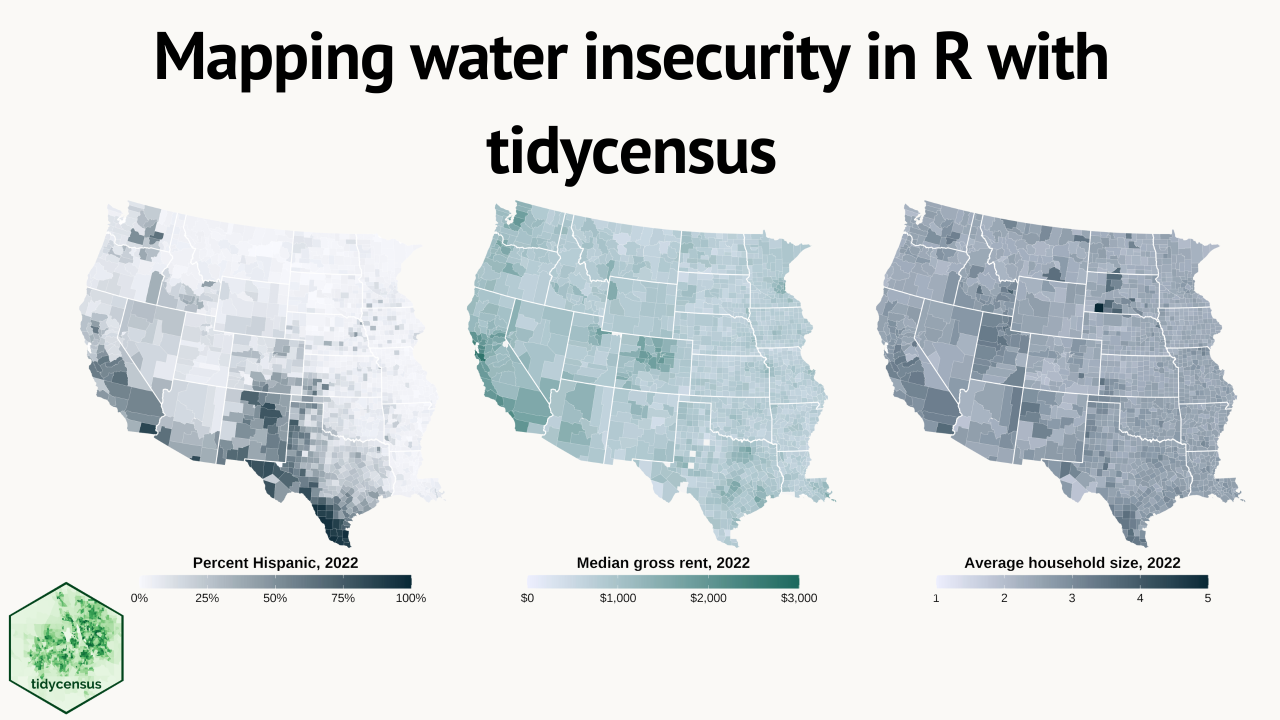 Mapping water insecurity in R with
tidycensus
Percent Hispanic, 2022
0% 25% 50% 75% 100%
Median gross rent, 2022
$0 $1,000 $2,000 $3,000
Average household size, 2022
1 2 3 4 5
tidycensus